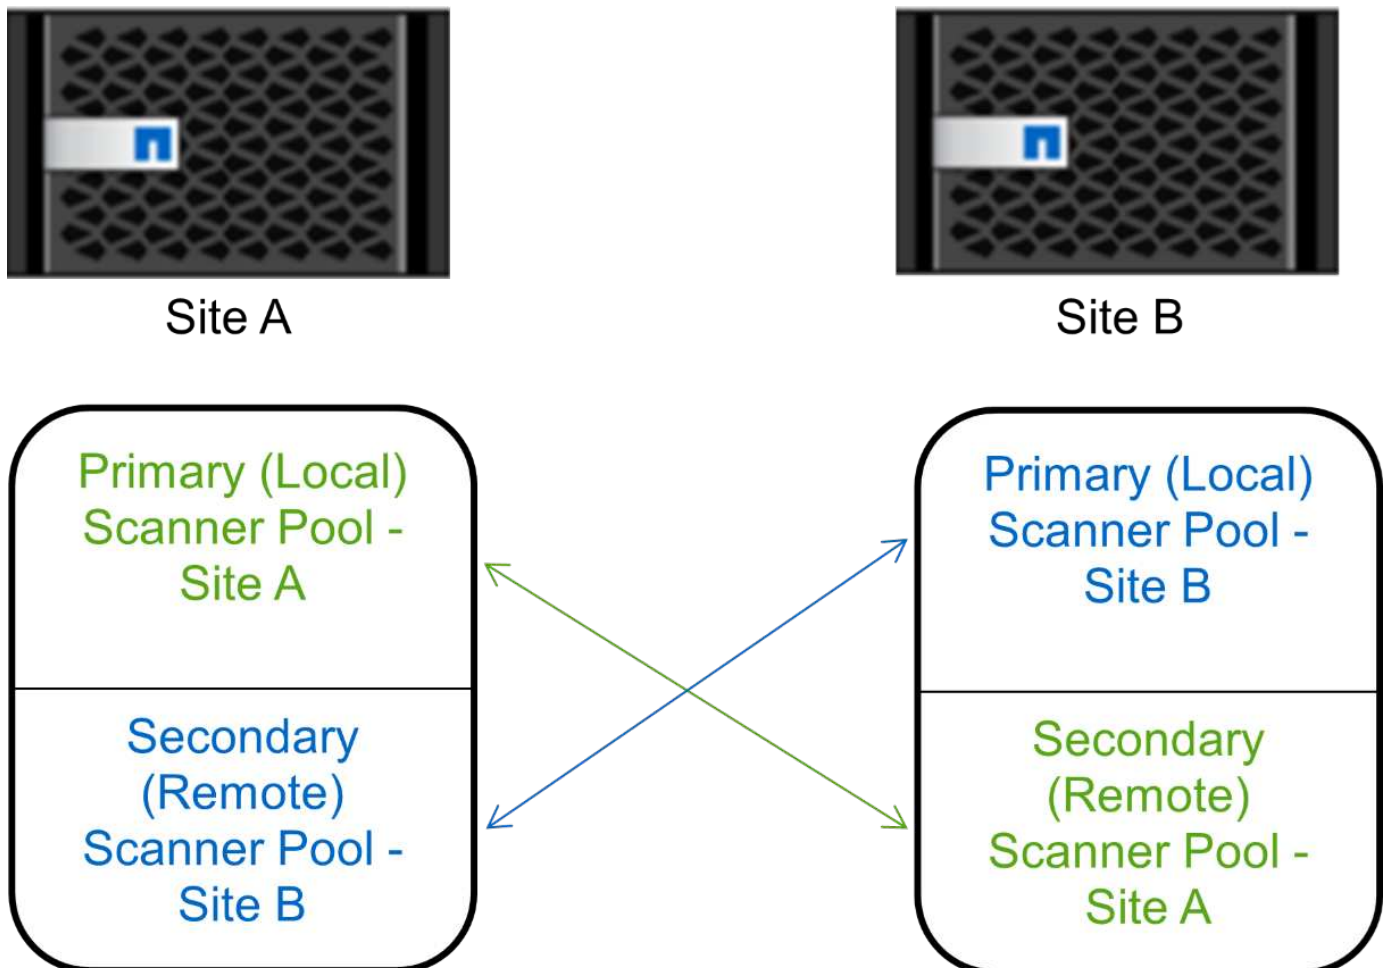 Site A
Site B
Primary (Local)
Scanner Pool -
Site A
Secondary
(Remote)
Scanner Pool -
Site B
Primary (Local)
Scanner Pool -
Site B
Secondary
(Remote)
Scanner Pool -
Site A